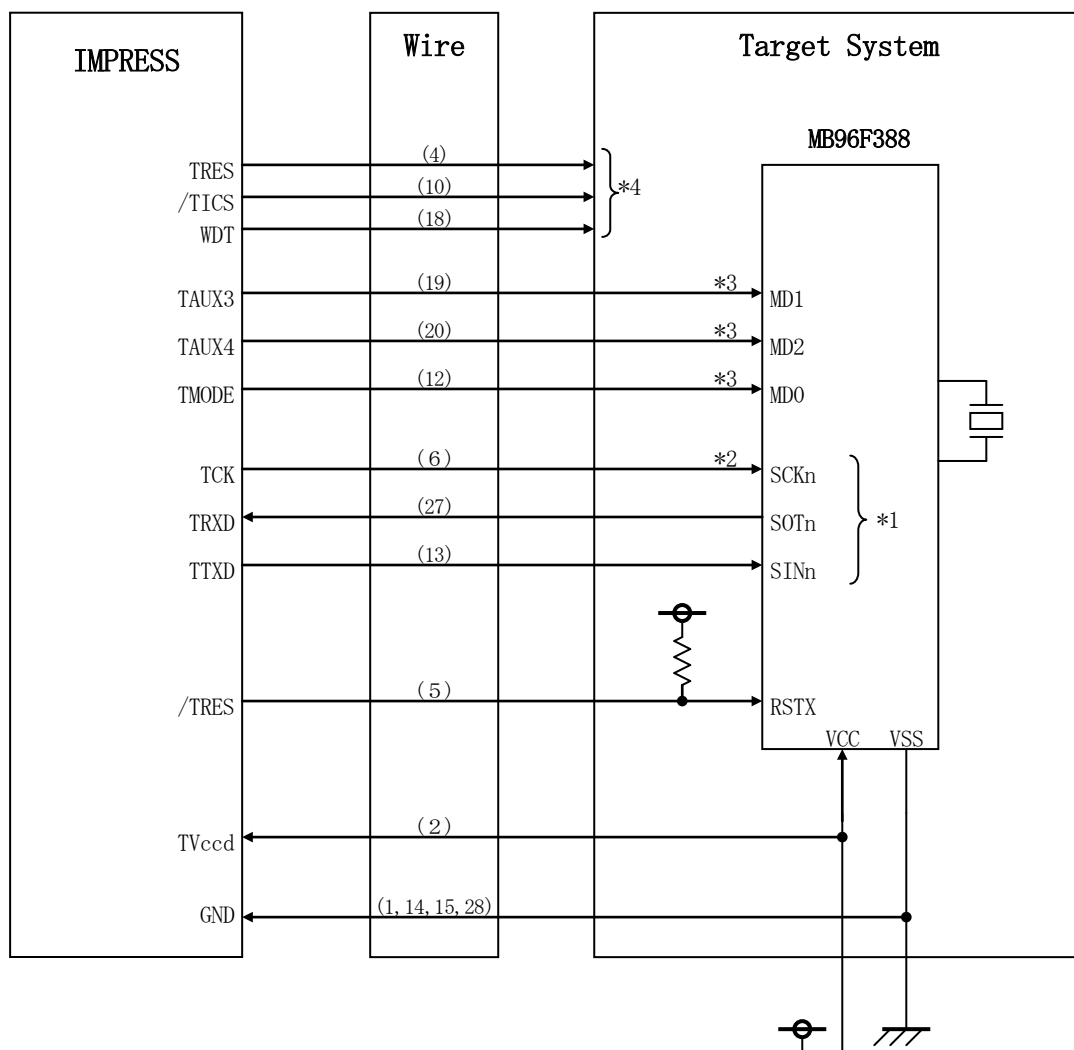 IMPRESS
Wire
Target System
MB96F388
TRES (4)
/TICS (10) *4
WDT (18)
TAUX3 (19) *3 MD1
TAUX4 (20) *3 MD2
TMODE (12) *3 MD0
TCK (6) *2 SCKn
TRXD (27) SOTn *1
TTXD (13) SINn
/TRES (5) RSTX
VCC VSS
TVccd (2)
GND (1,14,15,28)